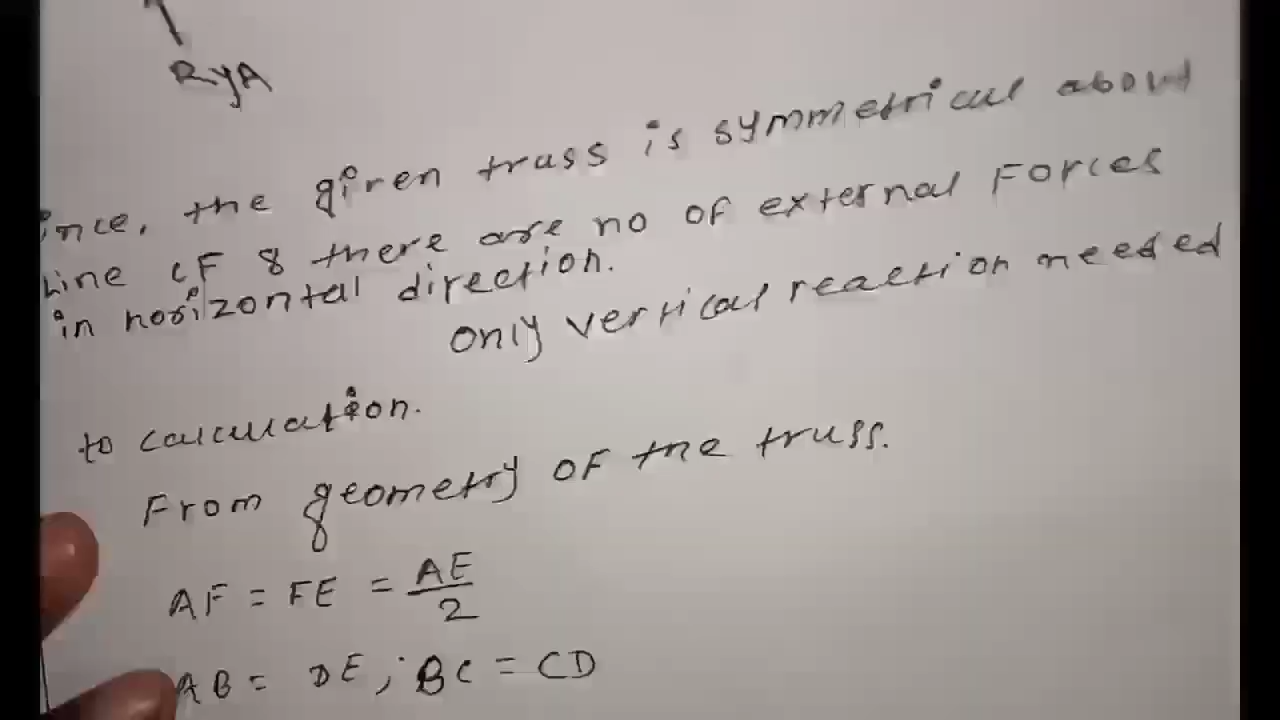 RyA
ince, the given truss is symmetrical about
Line CF & there are no of external Forces
in horizontal direction.
only vertical reaction needed
to calculation.
From geometry of the truss.
AF = FE = AE/2
AB = DE ; BC = CD